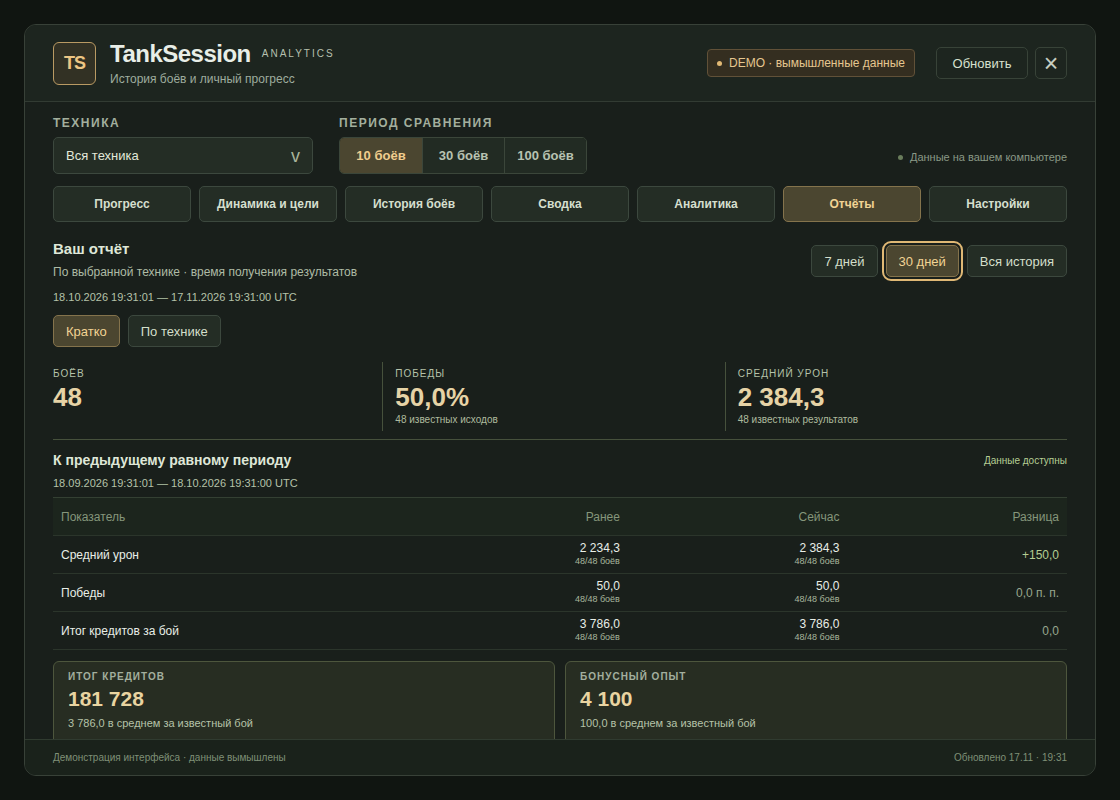 TS
TankSession ANALYTICS
История боёв и личный прогресс
DEMO · вымышленные данные
Обновить
ТЕХНИКА
ПЕРИОД СРАВНЕНИЯ
Вся техника
10 боёв 30 боёв 100 боёв
Данные на вашем компьютере
Прогресс Динамика и цели История боёв Сводка Аналитика Отчёты Настройки
Ваш отчёт
По выбранной технике · время получения результатов
18.10.2026 19:31:01 — 17.11.2026 19:31:00 UTC
7 дней 30 дней Вся история
Кратко По технике
БОЁВ
48
ПОБЕДЫ
50,0%
48 известных исходов
СРЕДНИЙ УРОН
2 384,3
48 известных результатов
К предыдущему равному периоду
Данные доступны
18.09.2026 19:31:01 — 18.10.2026 19:31:00 UTC
Показатель Ранее Сейчас Разница
Средний урон 2 234,3 2 384,3 +150,0
48/48 боёв 48/48 боёв
Победы 50,0 50,0 0,0 п. п.
48/48 боёв 48/48 боёв
Итог кредитов за бой 3 786,0 3 786,0 0,0
48/48 боёв 48/48 боёв
ИТОГ КРЕДИТОВ
181 728
3 786,0 в среднем за известный бой
БОНУСНЫЙ ОПЫТ
4 100
100,0 в среднем за известный бой
Демонстрация интерфейса · данные вымышлены
Обновлено 17.11 · 19:31